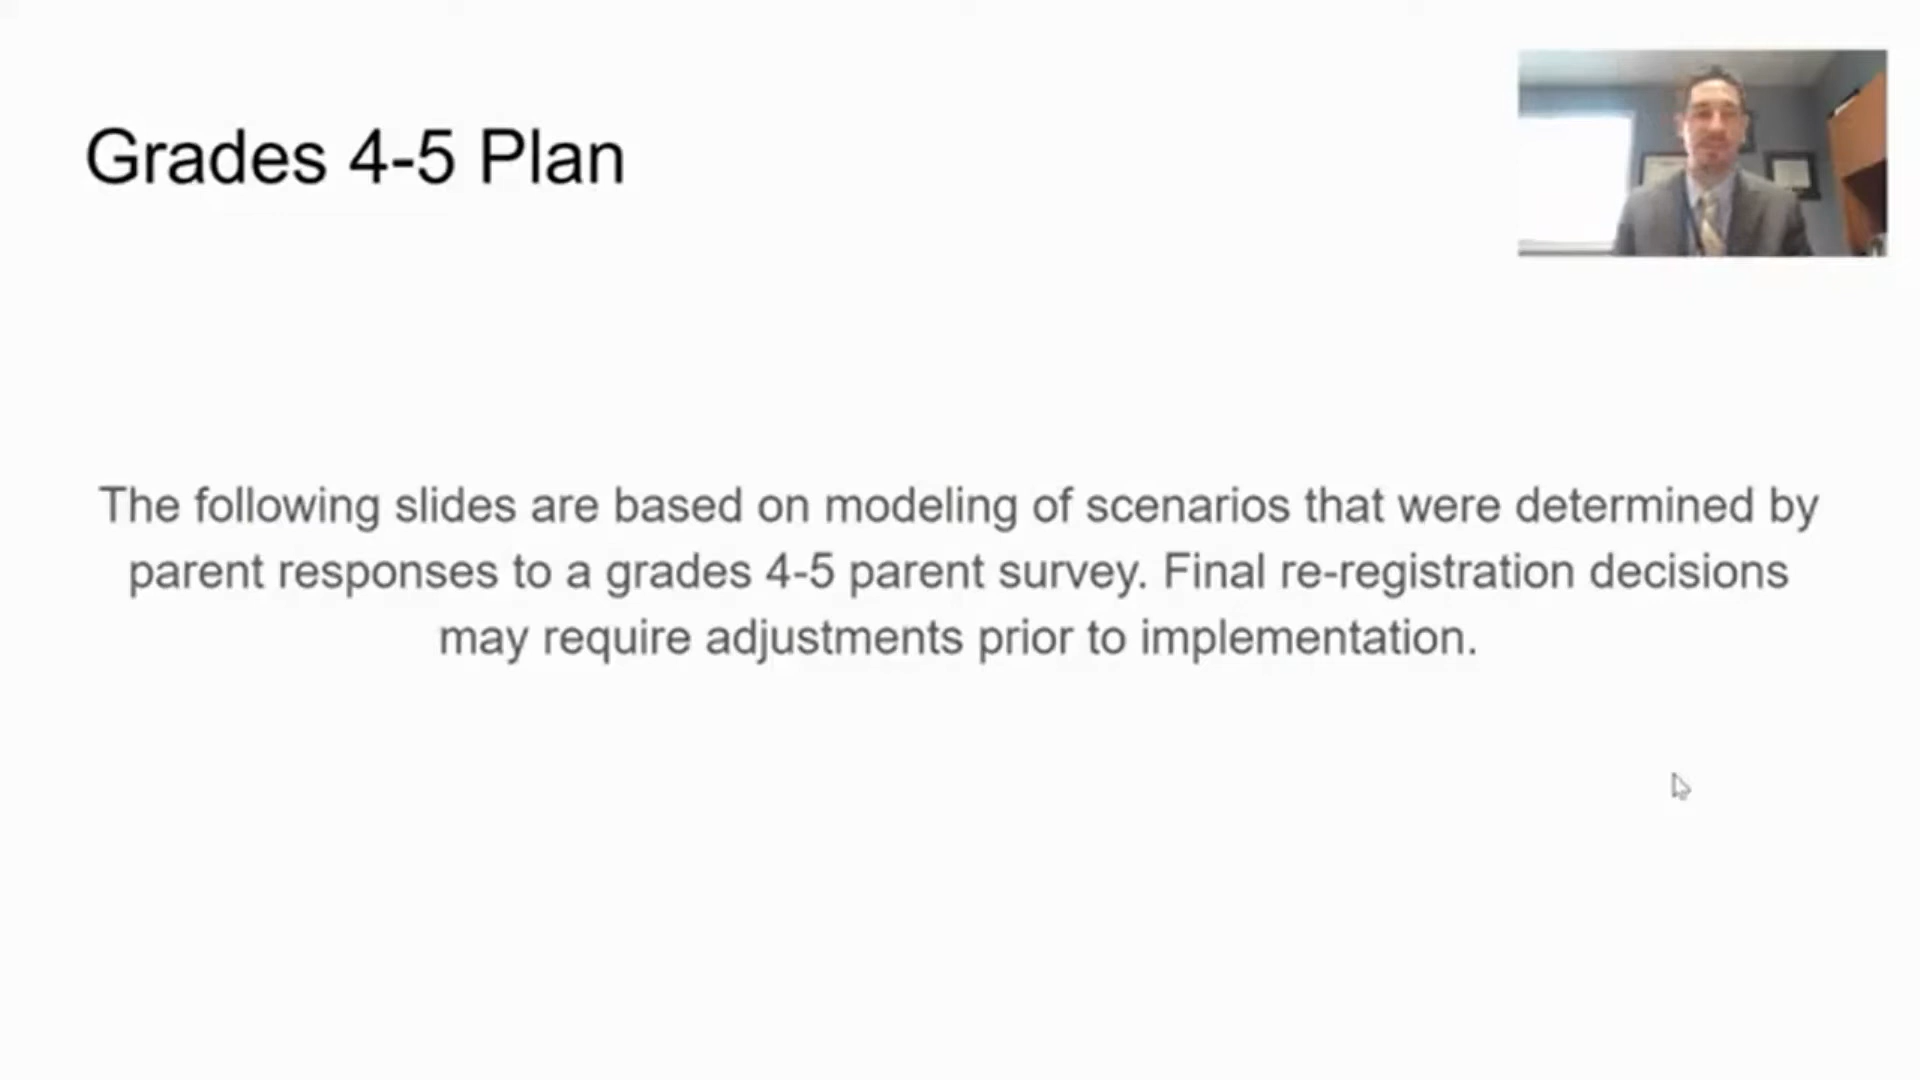 Grades 4-5 Plan
The following slides are based on modeling of scenarios that were determined by
parent responses to a grades 4-5 parent survey. Final re-registration decisions
may require adjustments prior to implementation.